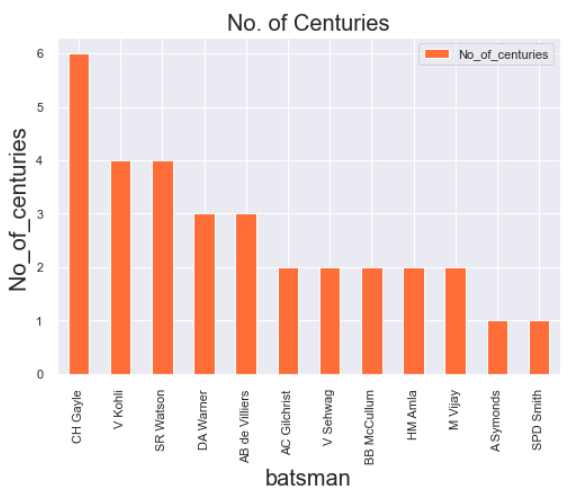 No. of Centuries
No_of_centuries
No_of_centuries
6
5
4
3
2
1
0
CH Gayle
V Kohli
SR Watson
DA Warner
AB de Villiers
AC Gilchrist
V Sehwag
BB McCullum
HM Amla
M Vijay
A Symonds
SPD Smith
batsman